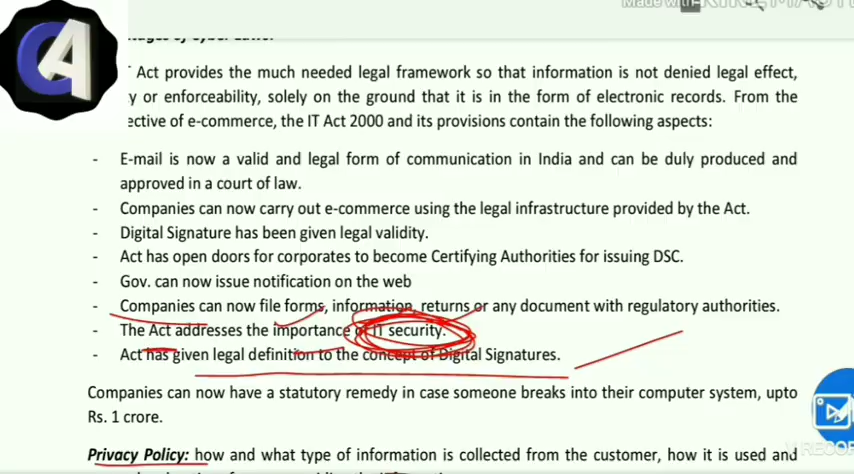 Made with KINEMASTER
ntages of Cyber Laws
T Act provides the much needed legal framework so that information is not denied legal effect,
y or enforceability, solely on the ground that it is in the form of electronic records. From the
ective of e-commerce, the IT Act 2000 and its provisions contain the following aspects:
CA
- E-mail is now a valid and legal form of communication in India and can be duly produced and
approved in a court of law.
- Companies can now carry out e-commerce using the legal infrastructure provided by the Act.
- Digital Signature has been given legal validity.
- Act has open doors for corporates to become Certifying Authorities for issuing DSC.
- Gov. can now issue notification on the web
- Companies can now file forms, information, returns or any document with regulatory authorities.
- The Act addresses the importance of IT security.
- Act has given legal definition to the concept of Digital Signatures.
Companies can now have a statutory remedy in case someone breaks into their computer system, upto
Rs. 1 crore.
Privacy Policy: how and what type of information is collected from the customer, how it is used and